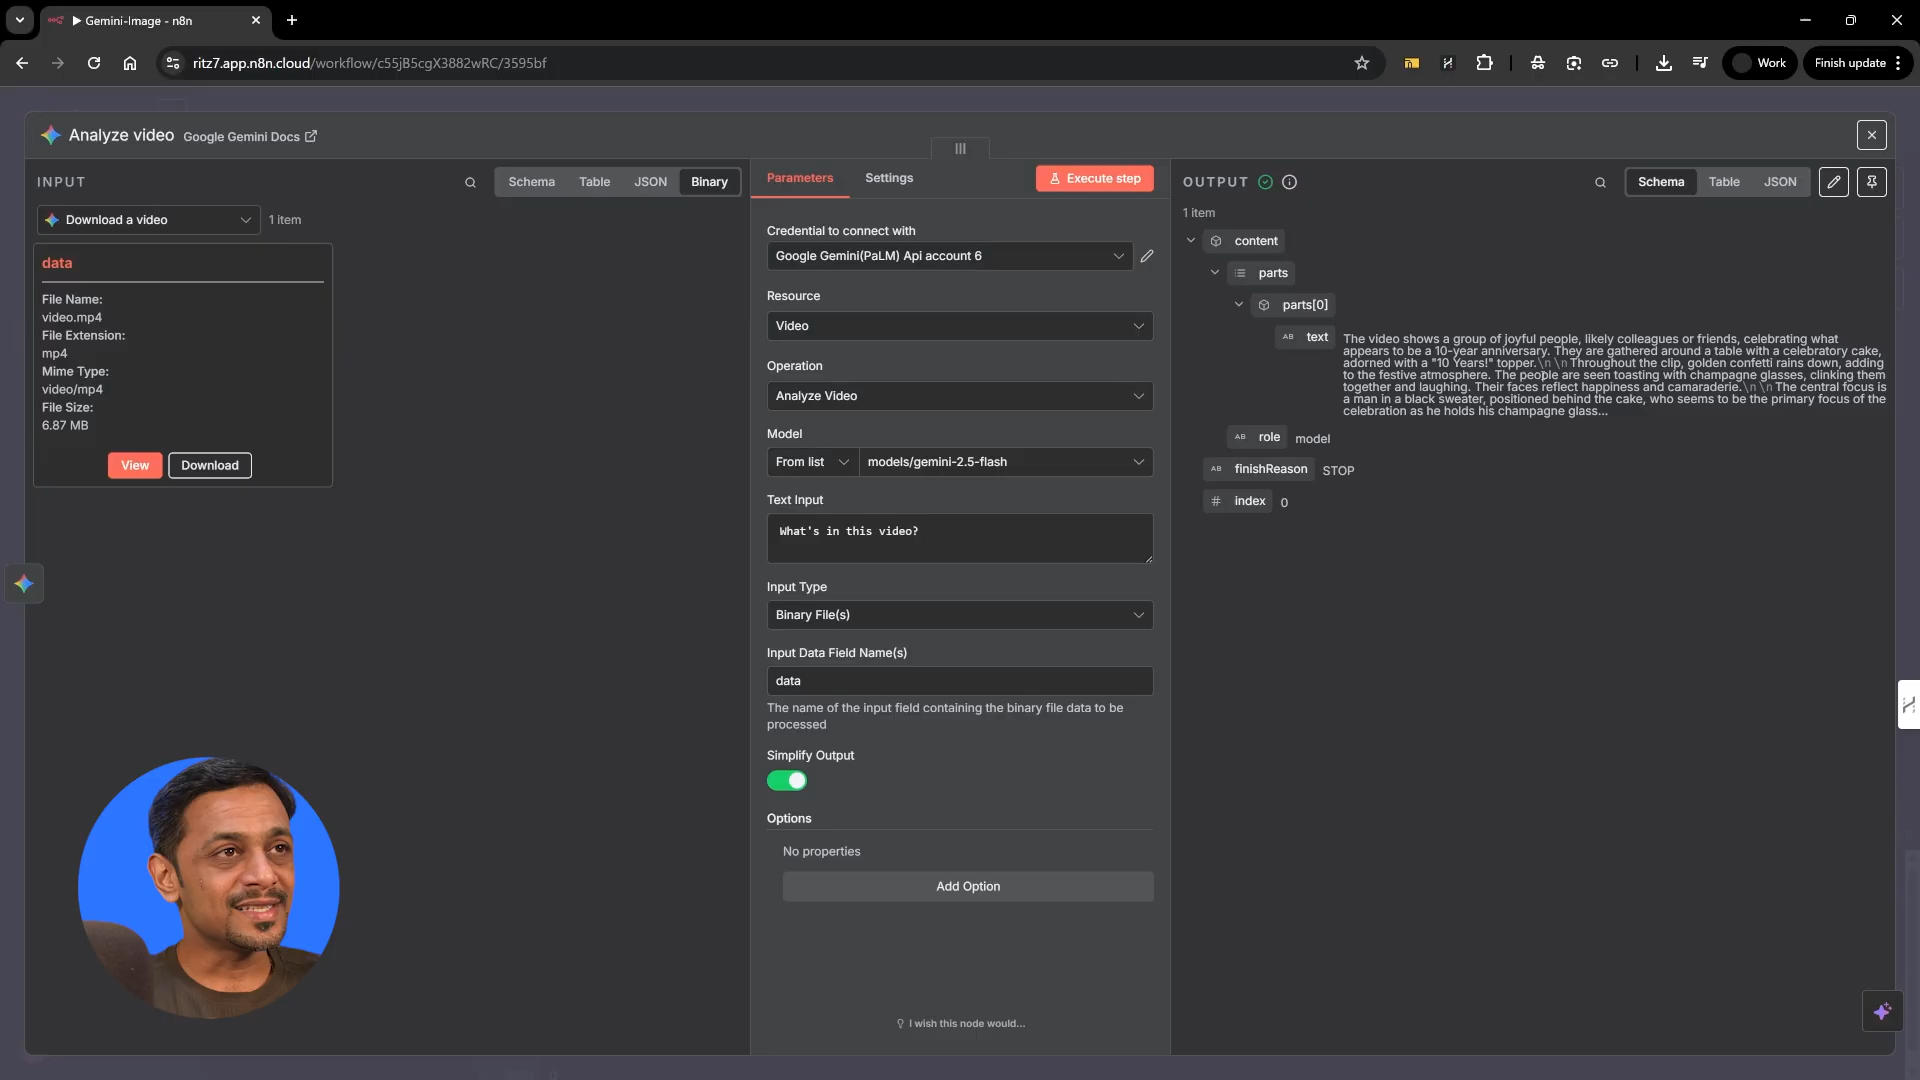 Gemini-Image - n8n
ritz7.app.n8n.cloud/workflow/c55jB5cgX3882wRC/3595bf
Work
Finish update
Analyze video
Google Gemini Docs
INPUT
Schema
Table
JSON
Binary
Download a video
1 item
data
File Name:
video.mp4
File Extension:
mp4
Mime Type:
video/mp4
File Size:
6.87 MB
View
Download
Parameters
Settings
Execute step
Credential to connect with
Google Gemini(PaLM) Api account 6
Resource
Video
Operation
Analyze Video
Model
From list
models/gemini-2.5-flash
Text Input
What's in this video?
Input Type
Binary File(s)
Input Data Field Name(s)
data
The name of the input field containing the binary file data to be
processed
Simplify Output
Options
No properties
Add Option
I wish this node would...
OUTPUT
Schema
Table
JSON
1 item
content
parts
parts[0]
AB text
The video shows a group of joyful people, likely colleagues or friends, celebrating what
appears to be a 10-year anniversary. They are gathered around a table with a celebratory cake,
adorned with a "10 Years!" topper.\n\nThroughout the clip, golden confetti rains down, adding
to the festive atmosphere. The people are seen toasting with champagne glasses, clinking them
together and laughing. Their faces reflect happiness and camaraderie.\n\nThe central focus is
a man in a black sweater, positioned behind the cake, who seems to be the primary focus of the
celebration as he holds his champagne glass...
AB role model
AB finishReason STOP
# index 0